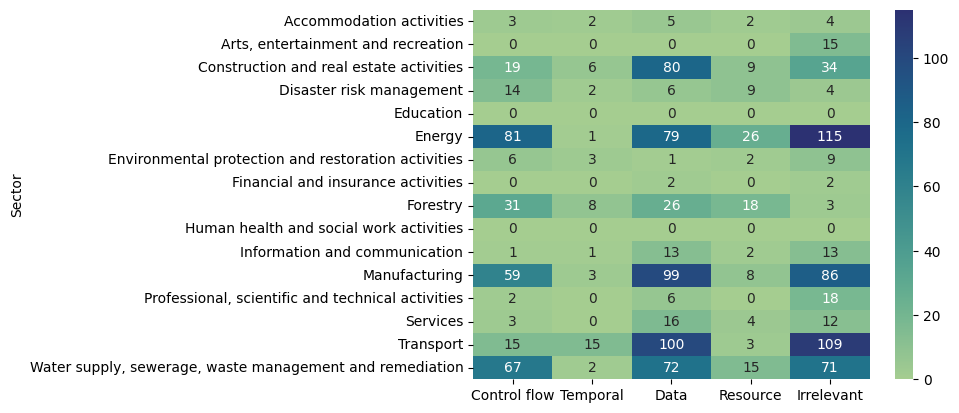 Sector
Accommodation activities 3 2 5 2 4
Arts, entertainment and recreation 0 0 0 0 15
Construction and real estate activities 19 6 80 9 34
Disaster risk management 14 2 6 9 4
Education 0 0 0 0 0
Energy 81 1 79 26 115
Environmental protection and restoration activities 6 3 1 2 9
Financial and insurance activities 0 0 2 0 2
Forestry 31 8 26 18 3
Human health and social work activities 0 0 0 0 0
Information and communication 1 1 13 2 13
Manufacturing 59 3 99 8 86
Professional, scientific and technical activities 2 0 6 0 18
Services 3 0 16 4 12
Transport 15 15 100 3 109
Water supply, sewerage, waste management and remediation 67 2 72 15 71
Control flow Temporal Data Resource Irrelevant
100
80
60
40
20
0